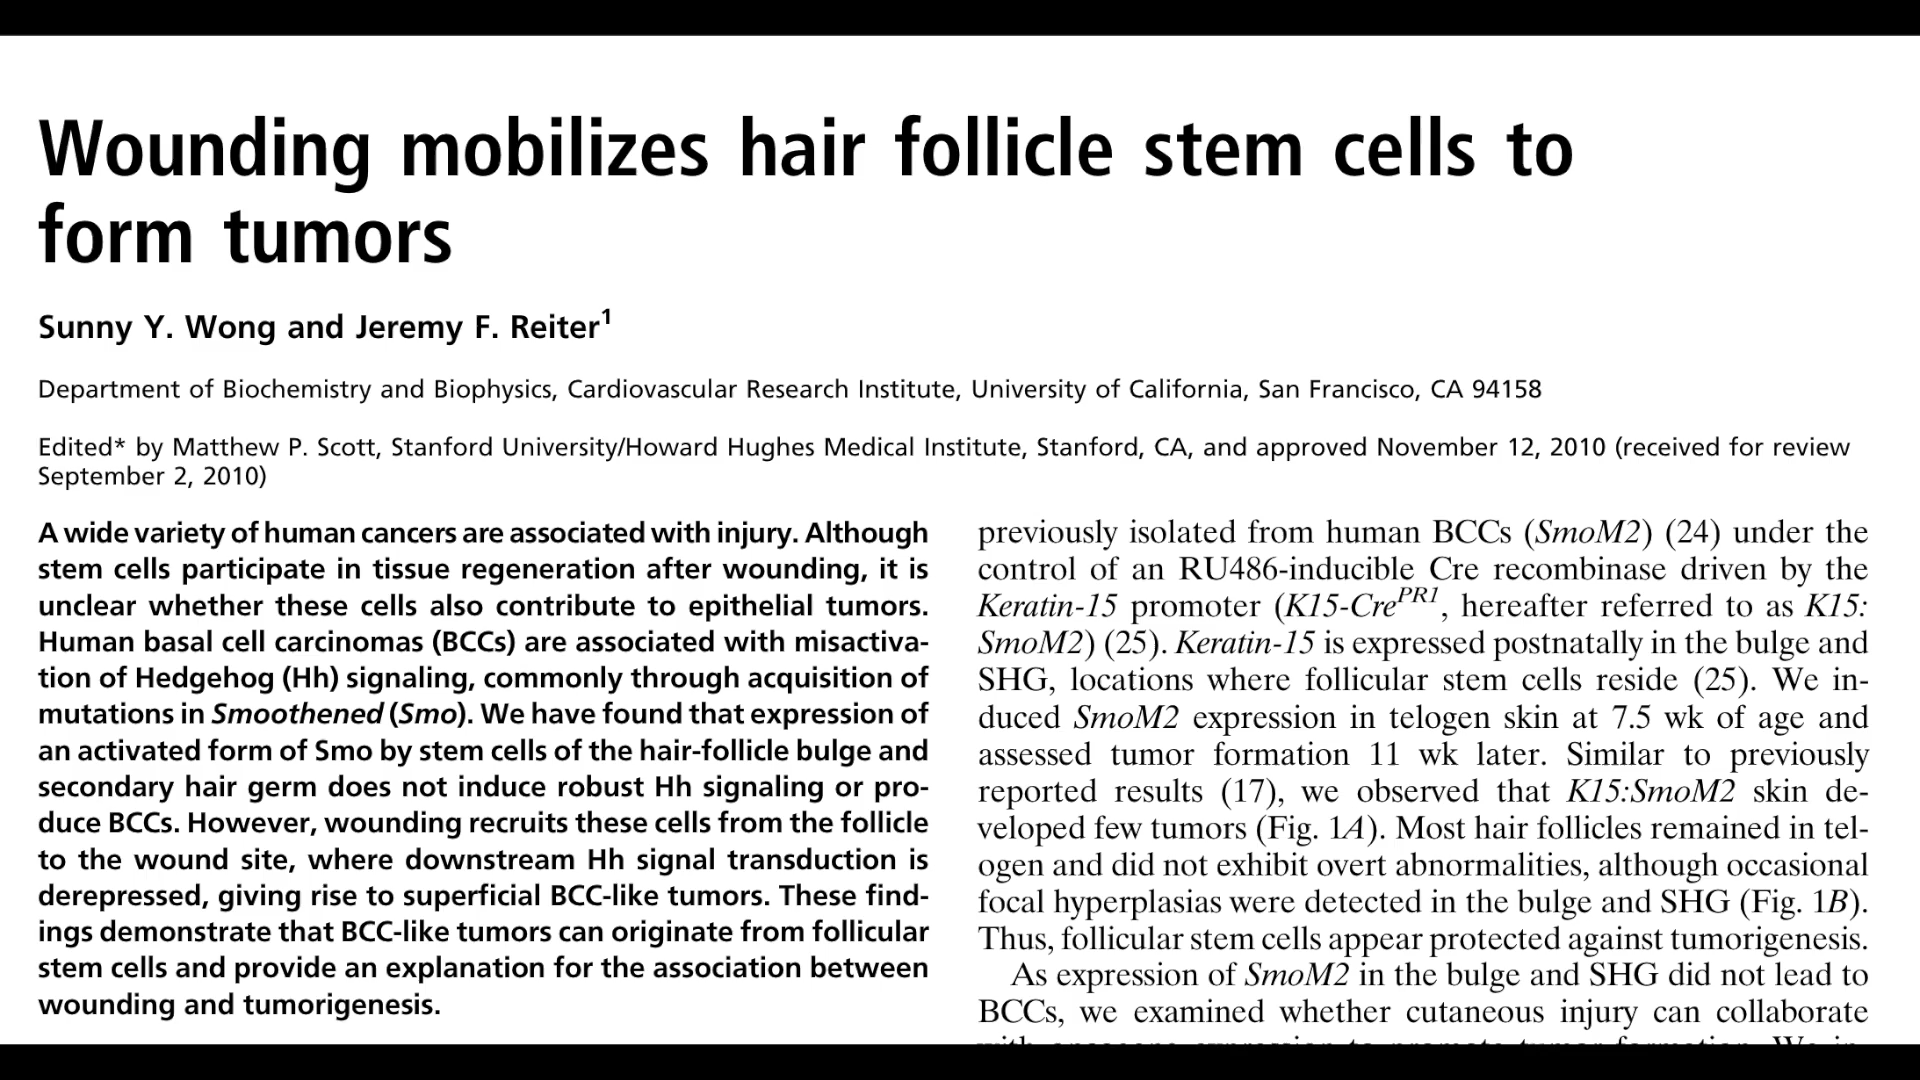 Wounding mobilizes hair follicle stem cells to
form tumors
Sunny Y. Wong and Jeremy F. Reiter1
Department of Biochemistry and Biophysics, Cardiovascular Research Institute, University of California, San Francisco, CA 94158
Edited* by Matthew P. Scott, Stanford University/Howard Hughes Medical Institute, Stanford, CA, and approved November 12, 2010 (received for review
September 2, 2010)
A wide variety of human cancers are associated with injury. Although
stem cells participate in tissue regeneration after wounding, it is
unclear whether these cells also contribute to epithelial tumors.
Human basal cell carcinomas (BCCs) are associated with misactiva-
tion of Hedgehog (Hh) signaling, commonly through acquisition of
mutations in Smoothened (Smo). We have found that expression of
an activated form of Smo by stem cells of the hair-follicle bulge and
secondary hair germ does not induce robust Hh signaling or pro-
duce BCCs. However, wounding recruits these cells from the follicle
to the wound site, where downstream Hh signal transduction is
derepressed, giving rise to superficial BCC-like tumors. These find-
ings demonstrate that BCC-like tumors can originate from follicular
stem cells and provide an explanation for the association between
wounding and tumorigenesis.
previously isolated from human BCCs (SmoM2) (24) under the
control of an RU486-inducible Cre recombinase driven by the
Keratin-15 promoter (K15-CrePR1, hereafter referred to as K15:
SmoM2) (25). Keratin-15 is expressed postnatally in the bulge and
SHG, locations where follicular stem cells reside (25). We in-
duced SmoM2 expression in telogen skin at 7.5 wk of age and
assessed tumor formation 11 wk later. Similar to previously
reported results (17), we observed that K15:SmoM2 skin de-
veloped few tumors (Fig. 1A). Most hair follicles remained in tel-
ogen and did not exhibit overt abnormalities, although occasional
focal hyperplasias were detected in the bulge and SHG (Fig. 1B).
Thus, follicular stem cells appear protected against tumorigenesis.
As expression of SmoM2 in the bulge and SHG did not lead to
BCCs, we examined whether cutaneous injury can collaborate